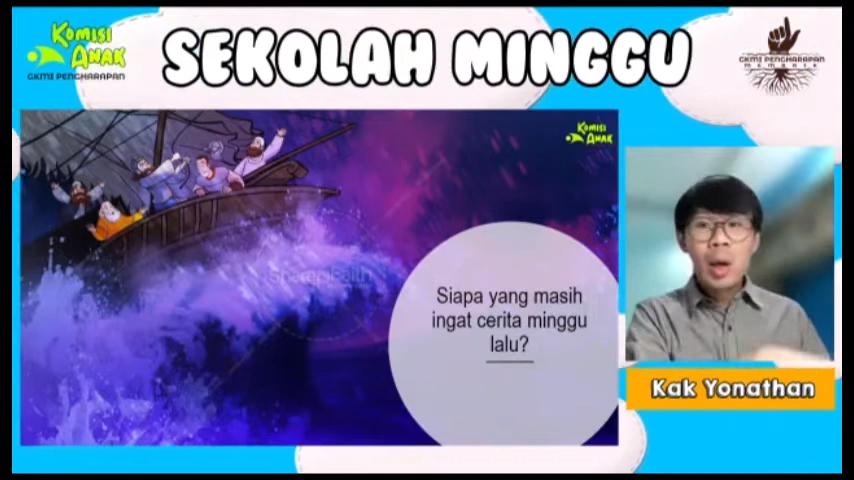 KOMISI
ANAK
GKMI PENGHARAPAN
SEKOLAH MINGGU
GKMI PENGHARAPAN
KOMISI
ANAK
Siapa yang masih
ingat cerita minggu
lalu?
Kak Yonathan